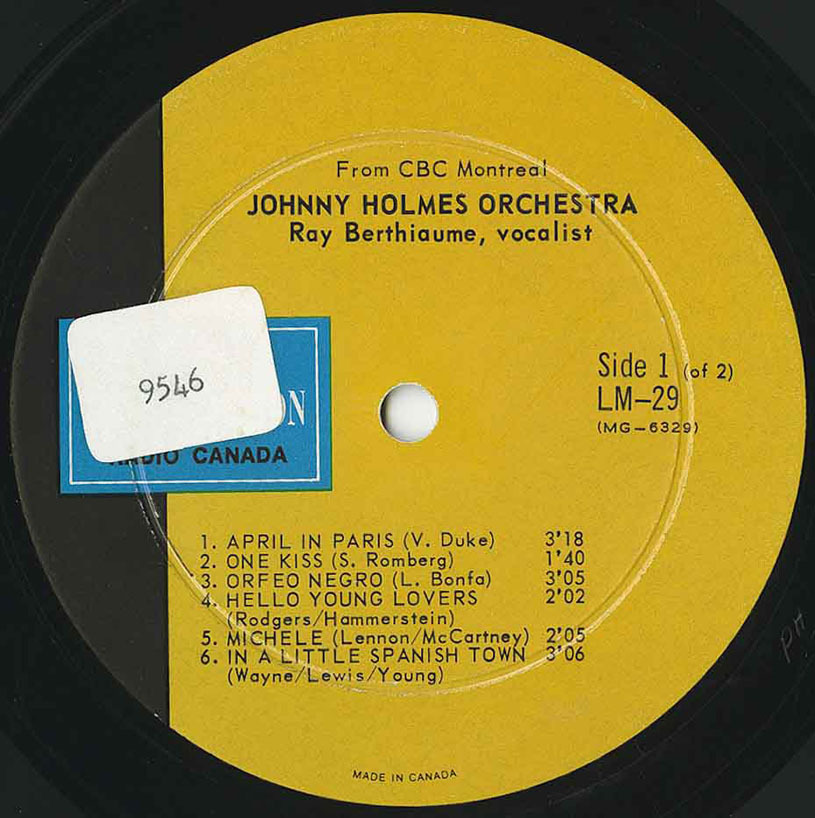 From CBC Montreal
JOHNNY HOLMES ORCHESTRA
Ray Berthiaume, vocalist
9546
RADIO CANADA
Side 1 (of 2)
LM-29
(MG-6329)
1. APRIL IN PARIS (V. Duke) 3'18
2. ONE KISS (S. Romberg) 1'40
3. ORFEO NEGRO (L. Bonfa) 3'05
4. HELLO YOUNG LOVERS 2'02
(Rodgers/Hammerstein)
5. MICHELE (Lennon/McCartney) 2'05
6. IN A LITTLE SPANISH TOWN 3'06
(Wayne/Lewis/Young)
MADE IN CANADA
PH